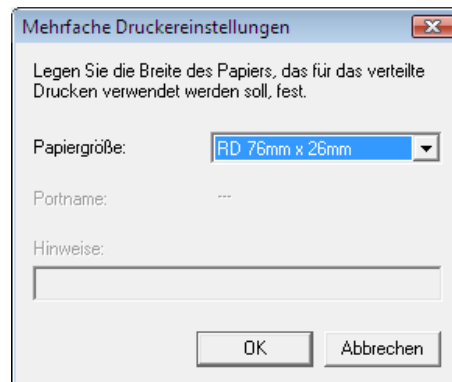 Mehrfache Druckereinstellungen
Legen Sie die Breite des Papiers, das für das verteilte
Drucken verwendet werden soll, fest.
Papiergröße: RD 76mm x 26mm
Portname: ---
Hinweise:
OK Abbrechen